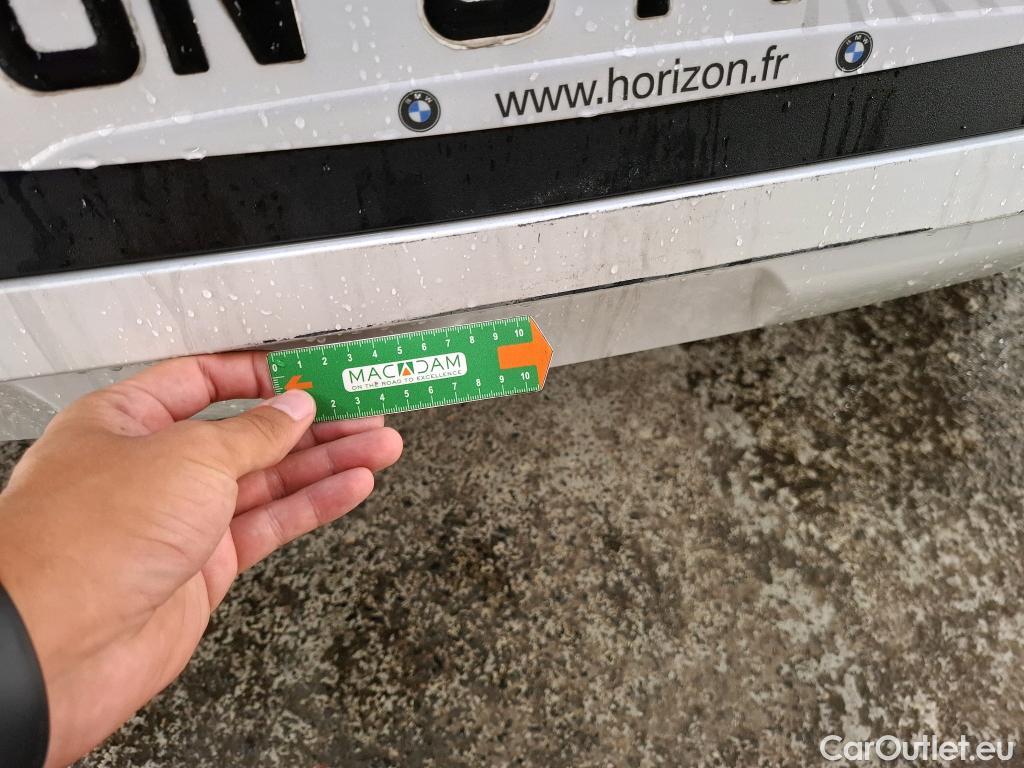 www.horizon.fr
BMW
BMW
0 1 2 3 4 5 6 7 8 9 10
MACADAM
ON THE ROAD TO EXCELLENCE
2 3 4 5 6 7 8 9 10
CarOutlet.eu